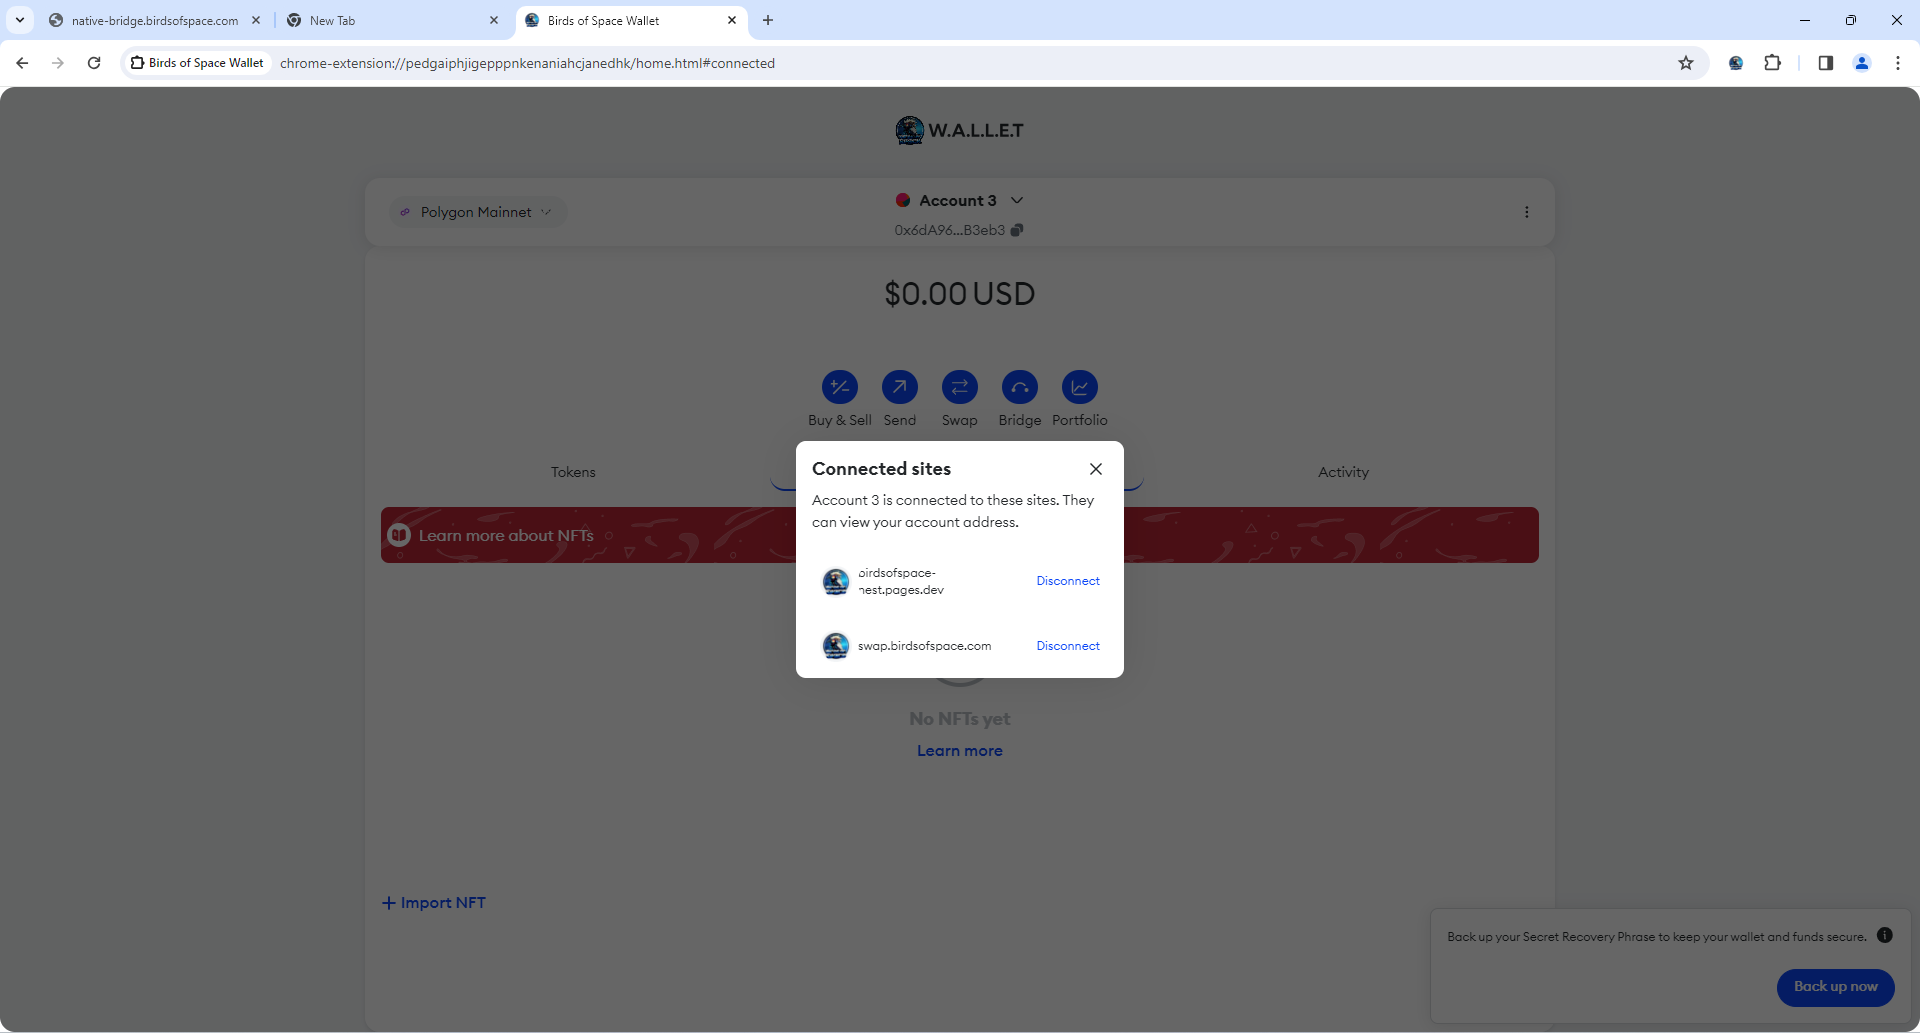 native-bridge.birdsofspace.com
New Tab
Birds of Space Wallet
Birds of Space Wallet
chrome-extension://pedgaiphjigepppnkenaniahcjanedhk/home.html#connected
W.A.L.L.E.T
Polygon Mainnet
Account 3
0x6dA96...B3eb3
$0.00 USD
Buy & Sell
Send
Swap
Bridge
Portfolio
Tokens
Activity
Connected sites
Account 3 is connected to these sites. They
can view your account address.
birdsofspace-
nest.pages.dev
Disconnect
swap.birdsofspace.com
Disconnect
Learn more about NFTs
No NFTs yet
Learn more
Import NFT
Back up your Secret Recovery Phrase to keep your wallet and funds secure.
Back up now